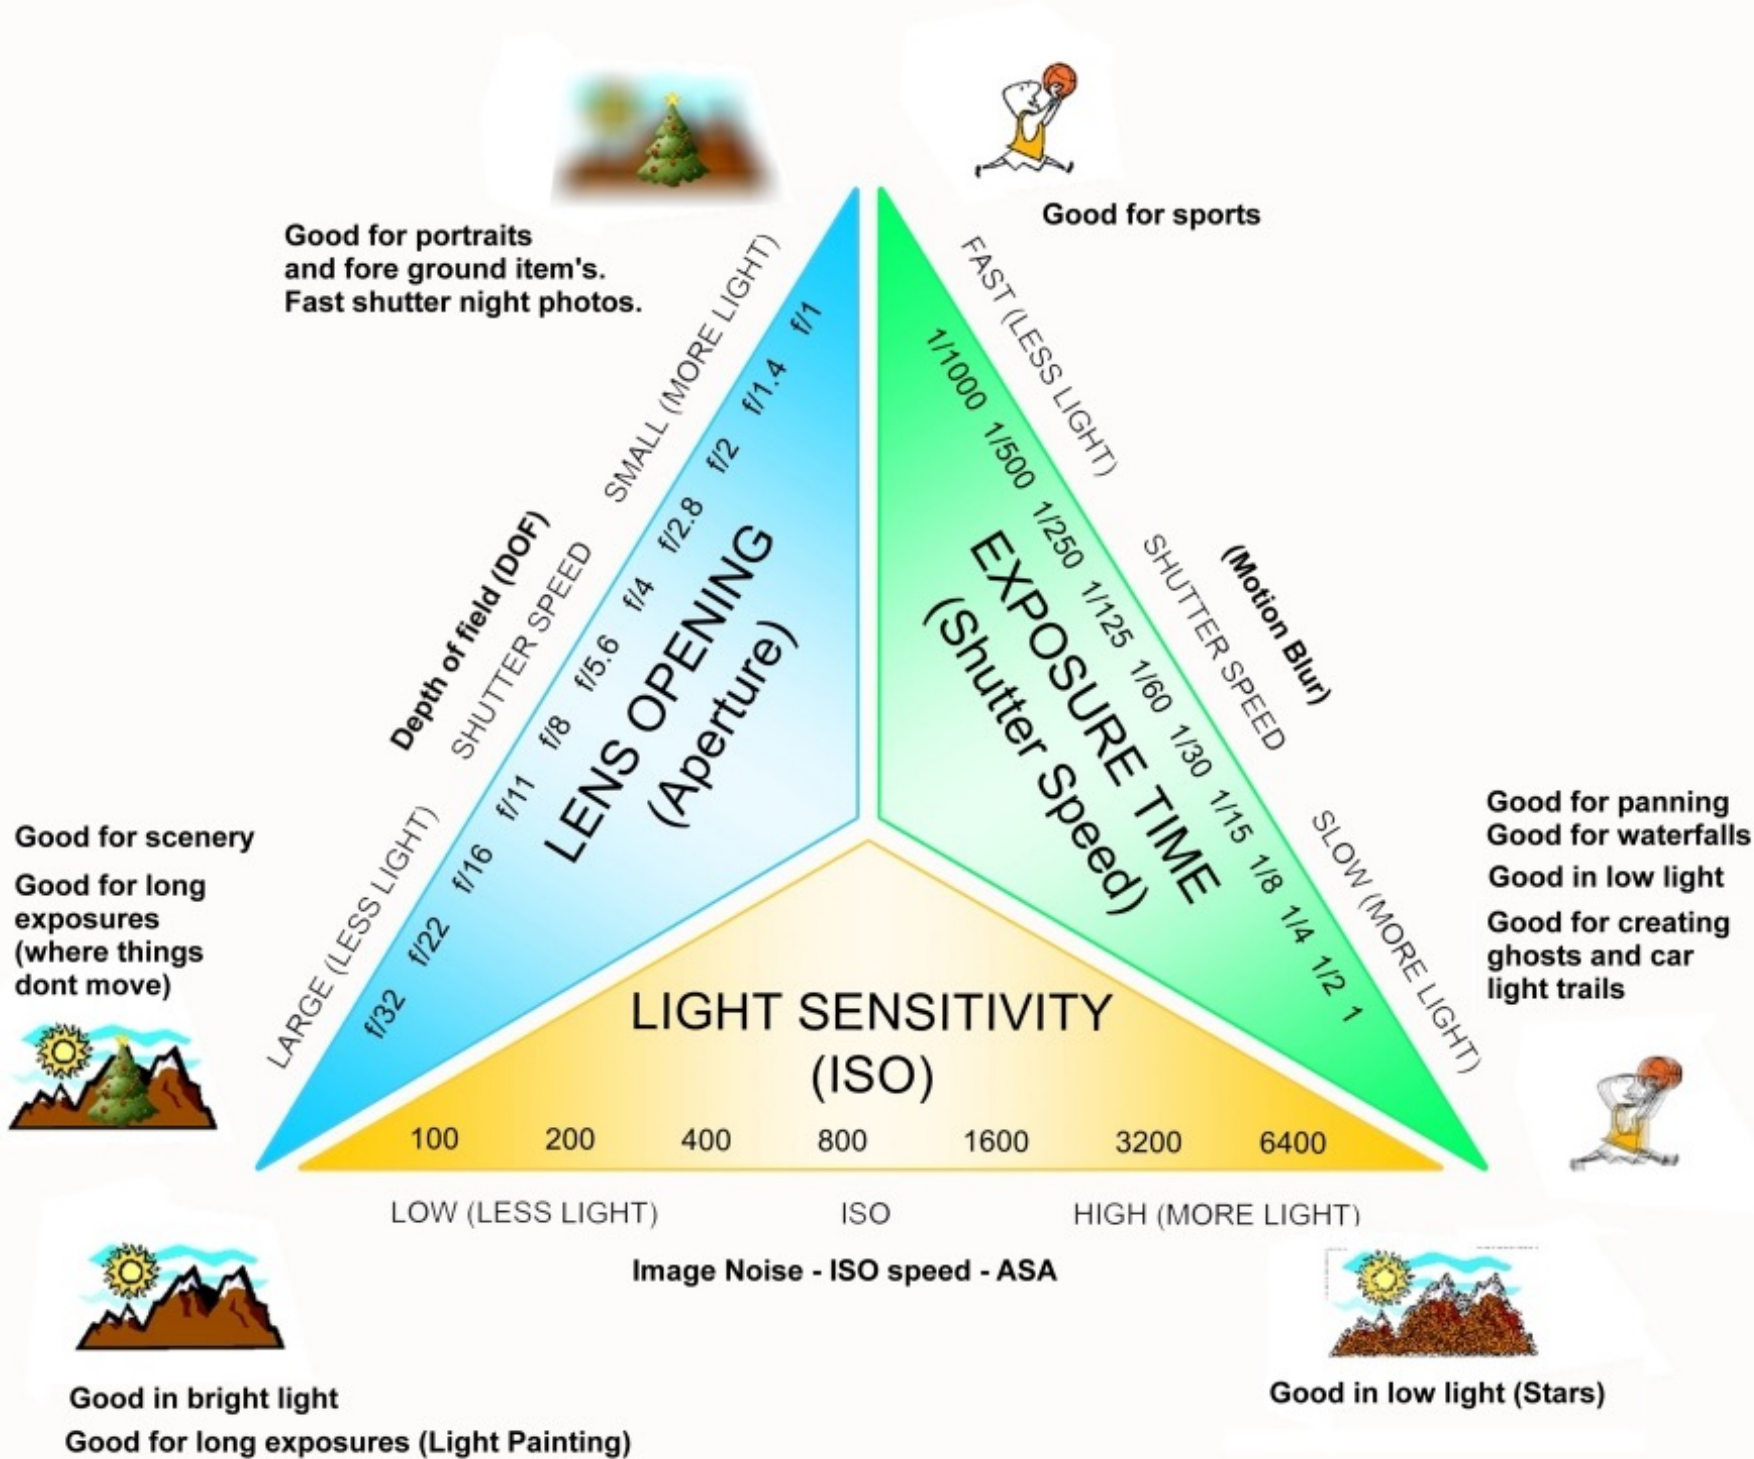 Good for portraits
and fore ground item's.
Fast shutter night photos.
Good for sports
SMALL (MORE LIGHT)
SHUTTER SPEED
LARGE (LESS LIGHT)
Depth of field (DOF)
f/1
f/1.4
f/2
f/2.8
f/4
f/5.6
f/8
f/11
f/16
f/22
f/32
LENS OPENING
(Aperture)
FAST (LESS LIGHT)
SHUTTER SPEED
SLOW (MORE LIGHT)
(Motion Blur)
1/1000
1/500
1/250
1/125
1/60
1/30
1/15
1/8
1/4
1/2
1
EXPOSURE TIME
(Shutter Speed)
Good for scenery
Good for long
exposures
(where things
dont move)
Good for panning
Good for waterfalls
Good in low light
Good for creating
ghosts and car
light trails
LIGHT SENSITIVITY
(ISO)
100 200 400 800 1600 3200 6400
LOW (LESS LIGHT) ISO HIGH (MORE LIGHT)
Image Noise - ISO speed - ASA
Good in bright light
Good for long exposures (Light Painting)
Good in low light (Stars)